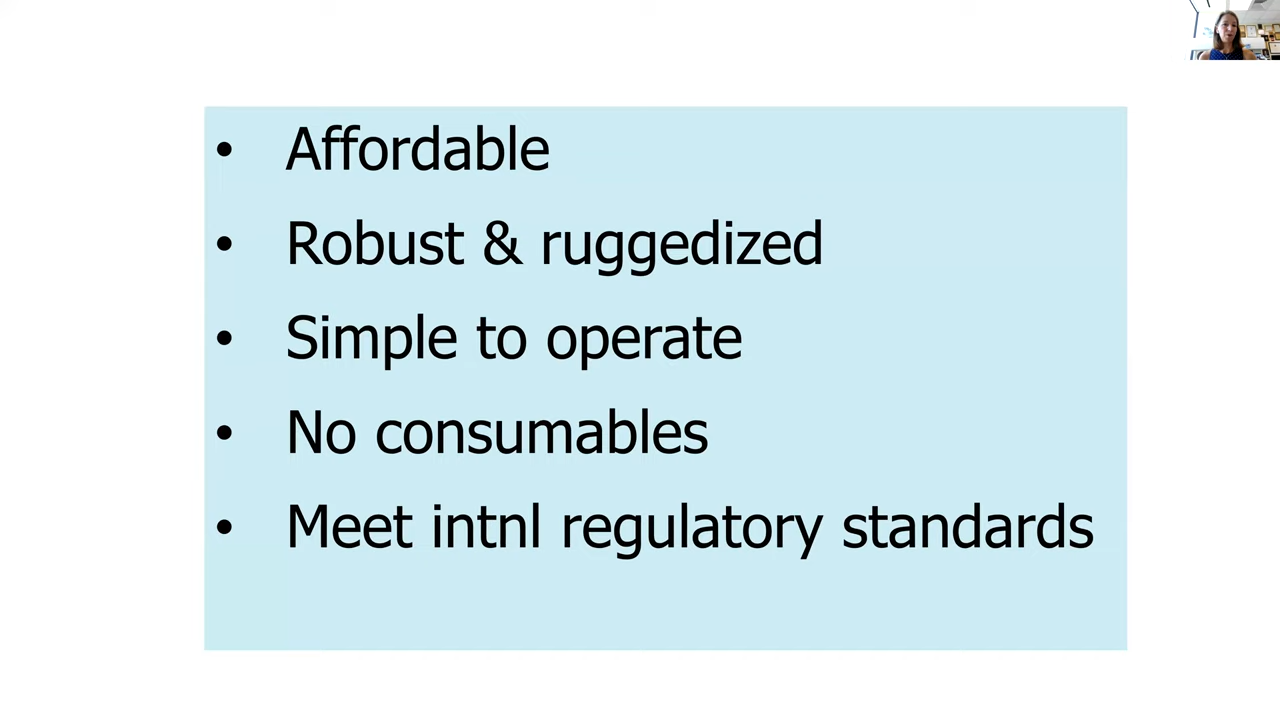 • Affordable
• Robust & ruggedized
• Simple to operate
• No consumables
• Meet intnl regulatory standards